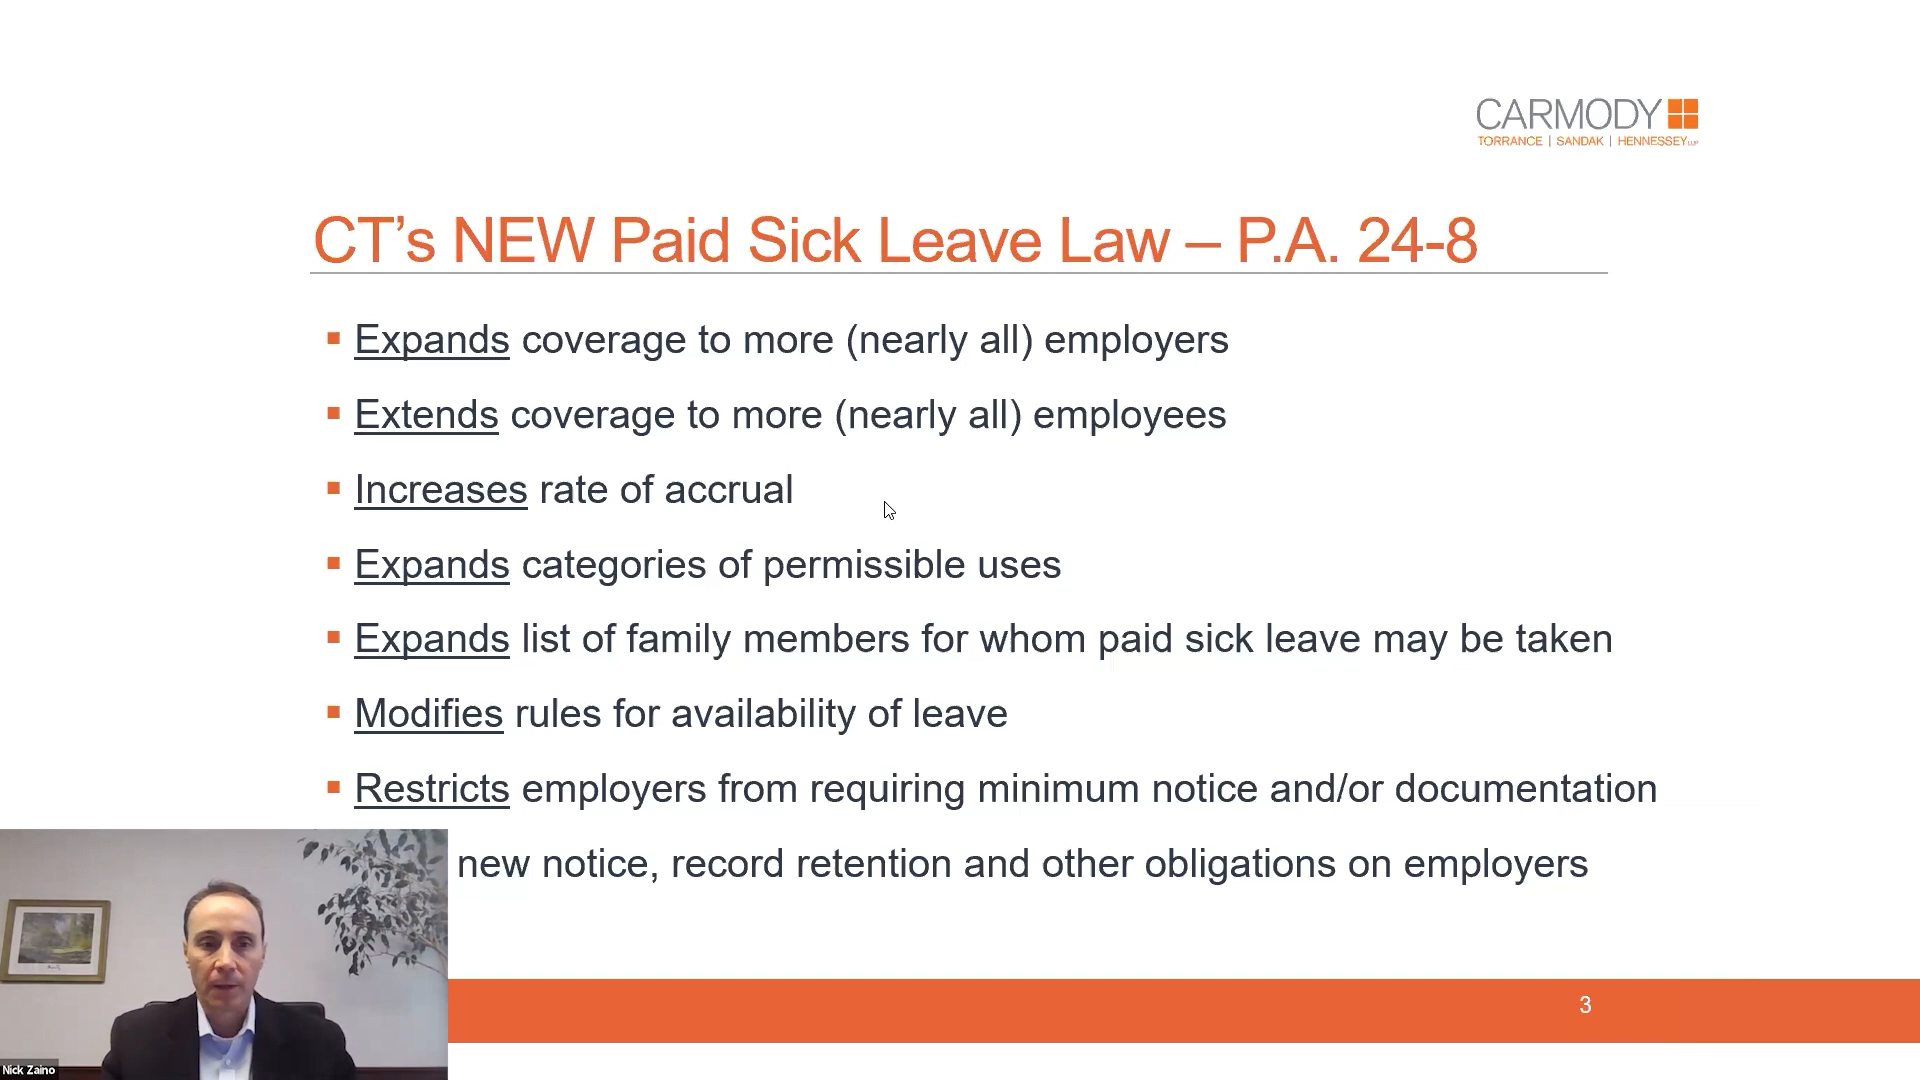 CARMODY
TORRANCE | SANDAK | HENNESSEY LLP
CT’s NEW Paid Sick Leave Law – P.A. 24-8
▪ Expands coverage to more (nearly all) employers
▪ Extends coverage to more (nearly all) employees
▪ Increases rate of accrual
▪ Expands categories of permissible uses
▪ Expands list of family members for whom paid sick leave may be taken
▪ Modifies rules for availability of leave
▪ Restricts employers from requiring minimum notice and/or documentation
new notice, record retention and other obligations on employers
3
Nick Zaino